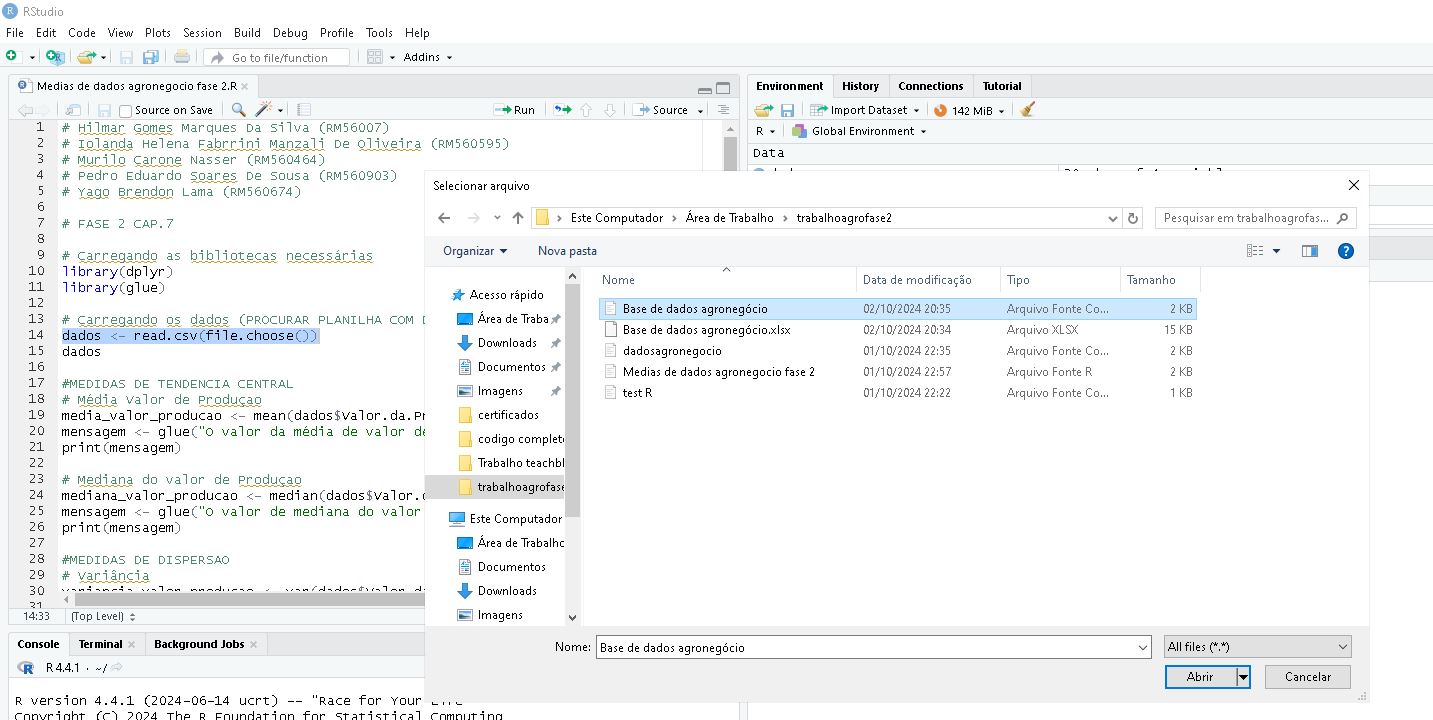 RStudio
File Edit Code View Plots Session Build Debug Profile Tools Help
Go to file/function Addins
Medias de dados agronegocio fase 2.R
Source on Save Run Source
1 # Hilmar Gomes Marques Da Silva (RM56007)
2 # Iolanda Helena Fabrrini Manzali De Oliveira (RM560595)
3 # Murilo Carone Nasser (RM560464)
4 # Pedro Eduardo Soares De Sousa (RM560903)
5 # Yago Brendon Lama (RM560674)
6
7 # FASE 2 CAP.7
8
9 # Carregando as bibliotecas necessárias
10 library(dplyr)
11 library(glue)
12
13 # Carregando os dados (PROCURAR PLANILHA COM D
14 dados <- read.csv(file.choose())
15 dados
16
17 #MEDIDAS DE TENDENCIA CENTRAL
18 # Média Valor de Produçao
19 media_valor_producao <- mean(dados$Valor.da.Pr
20 mensagem <- glue("O valor da média de valor de
21 print(mensagem)
22
23 # Mediana do valor de Produçao
24 mediana_valor_producao <- median(dados$Valor.d
25 mensagem <- glue("O valor de mediana do valor
26 print(mensagem)
27
28 #MEDIDAS DE DISPERSAO
29 # Variância
30 variancia_valor_producao <- var(dados$Valor.da
31
14:33 (Top Level)
Console Terminal Background Jobs
R 4.4.1 · ~/
R version 4.4.1 (2024-06-14 ucrt) -- "Race for Your Life"
Copyright (C) 2024 The R Foundation for Statistical Computing
Environment History Connections Tutorial
Import Dataset 142 MiB
R Global Environment
Data
Selecionar arquivo
Este Computador Área de Trabalho trabalhoagrofase2
Pesquisar em trabalhoagrofas...
Organizar Nova pasta
Acesso rápido
Área de Traba
Downloads
Documentos
Imagens
certificados
codigo complet
Trabalho teachbl
trabalhoagrofase
Este Computador
Área de Trabalho
Documentos
Downloads
Imagens
Nome Data de modificação Tipo Tamanho
Base de dados agronegócio 02/10/2024 20:35 Arquivo Fonte Co... 2 KB
Base de dados agronegócio.xlsx 02/10/2024 20:34 Arquivo XLSX 15 KB
dadosagronegocio 01/10/2024 22:35 Arquivo Fonte Co... 2 KB
Medias de dados agronegocio fase 2 01/10/2024 22:57 Arquivo Fonte R 2 KB
test R 01/10/2024 22:22 Arquivo Fonte Co... 1 KB
Nome: Base de dados agronegócio All files (*.*)
Abrir Cancelar